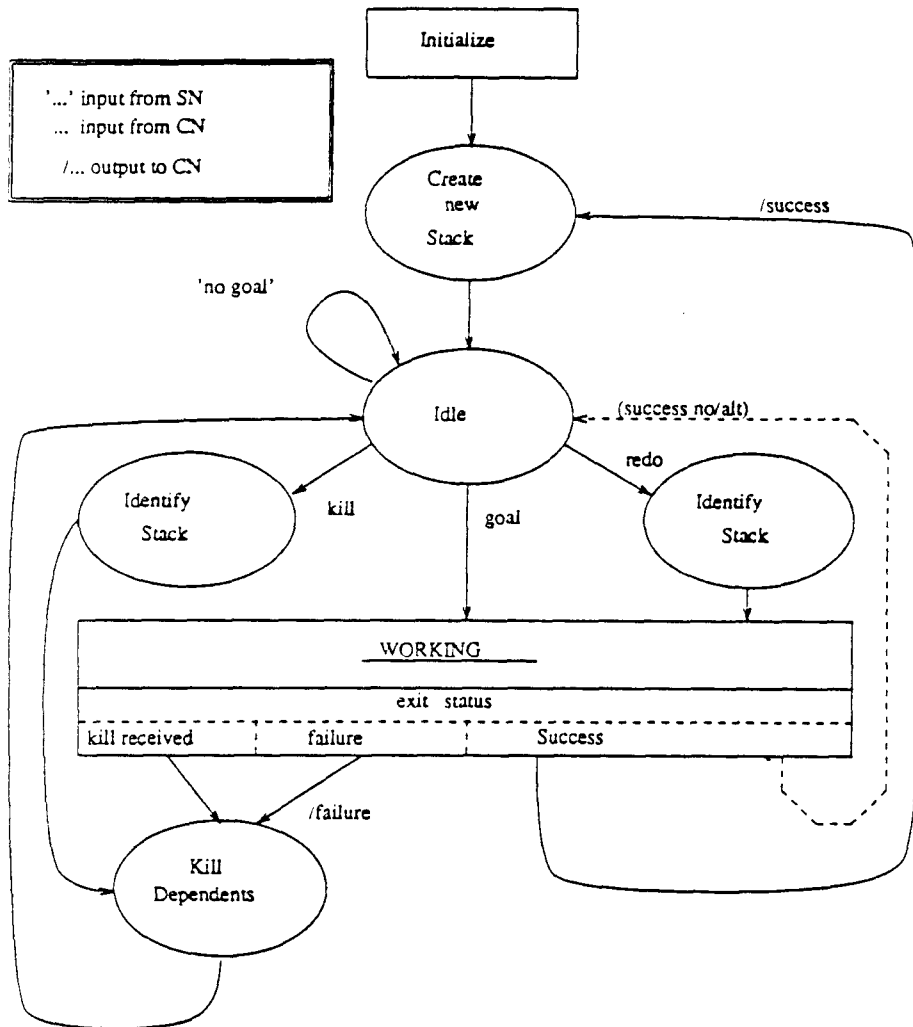 Initialize
'...' input from SN
... input from CN
/... output to CN
Create
new
Stack
/success
'no goal'
Idle
(success no/alt)
redo
kill
goal
Identify
Stack
Identify
Stack
WORKING
exit status
kill received
failure
Success
/failure
Kill
Dependents